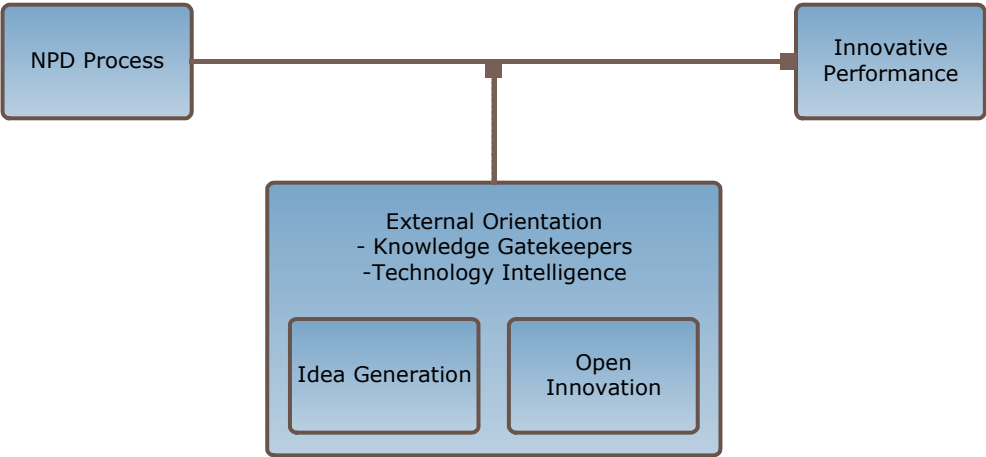 NPD Process
Innovative
Performance
External Orientation
- Knowledge Gatekeepers
-Technology Intelligence
Idea Generation
Open
Innovation